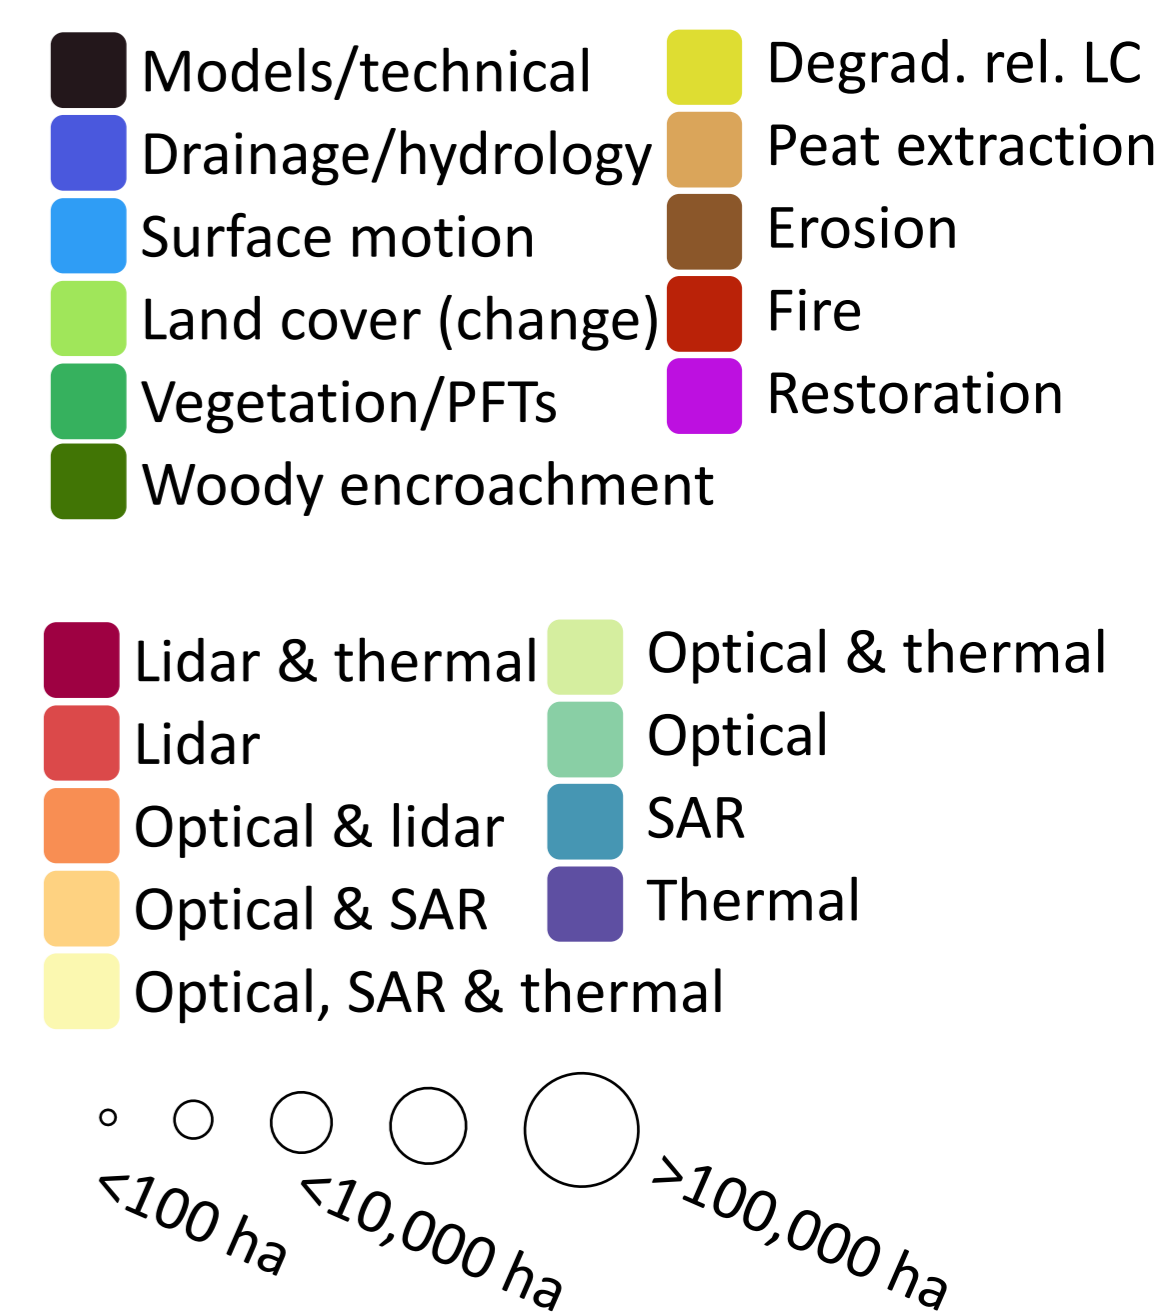 Models/technical
Drainage/hydrology
Surface motion
Land cover (change)
Vegetation/PFTs
Woody encroachment
Degrad. rel. LC
Peat extraction
Erosion
Fire
Restoration
Lidar & thermal
Lidar
Optical & lidar
Optical & SAR
Optical, SAR & thermal
Optical & thermal
Optical
SAR
Thermal
<100 ha
<10,000 ha
>100,000 ha